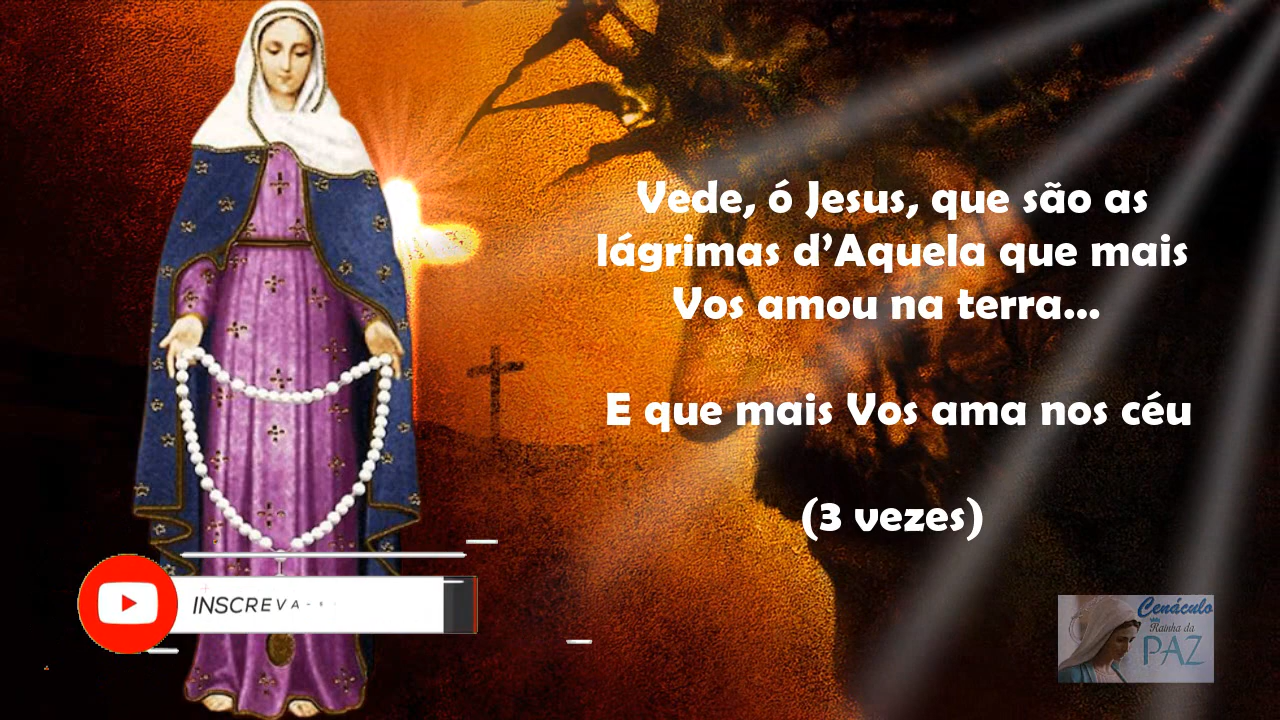 Vede, ó Jesus, que são as
lágrimas d’Aquela que mais
Vos amou na terra...
E que mais Vos ama nos céu
(3 vezes)
INSCREVA-
Cenáculo
Rainha da
PAZ